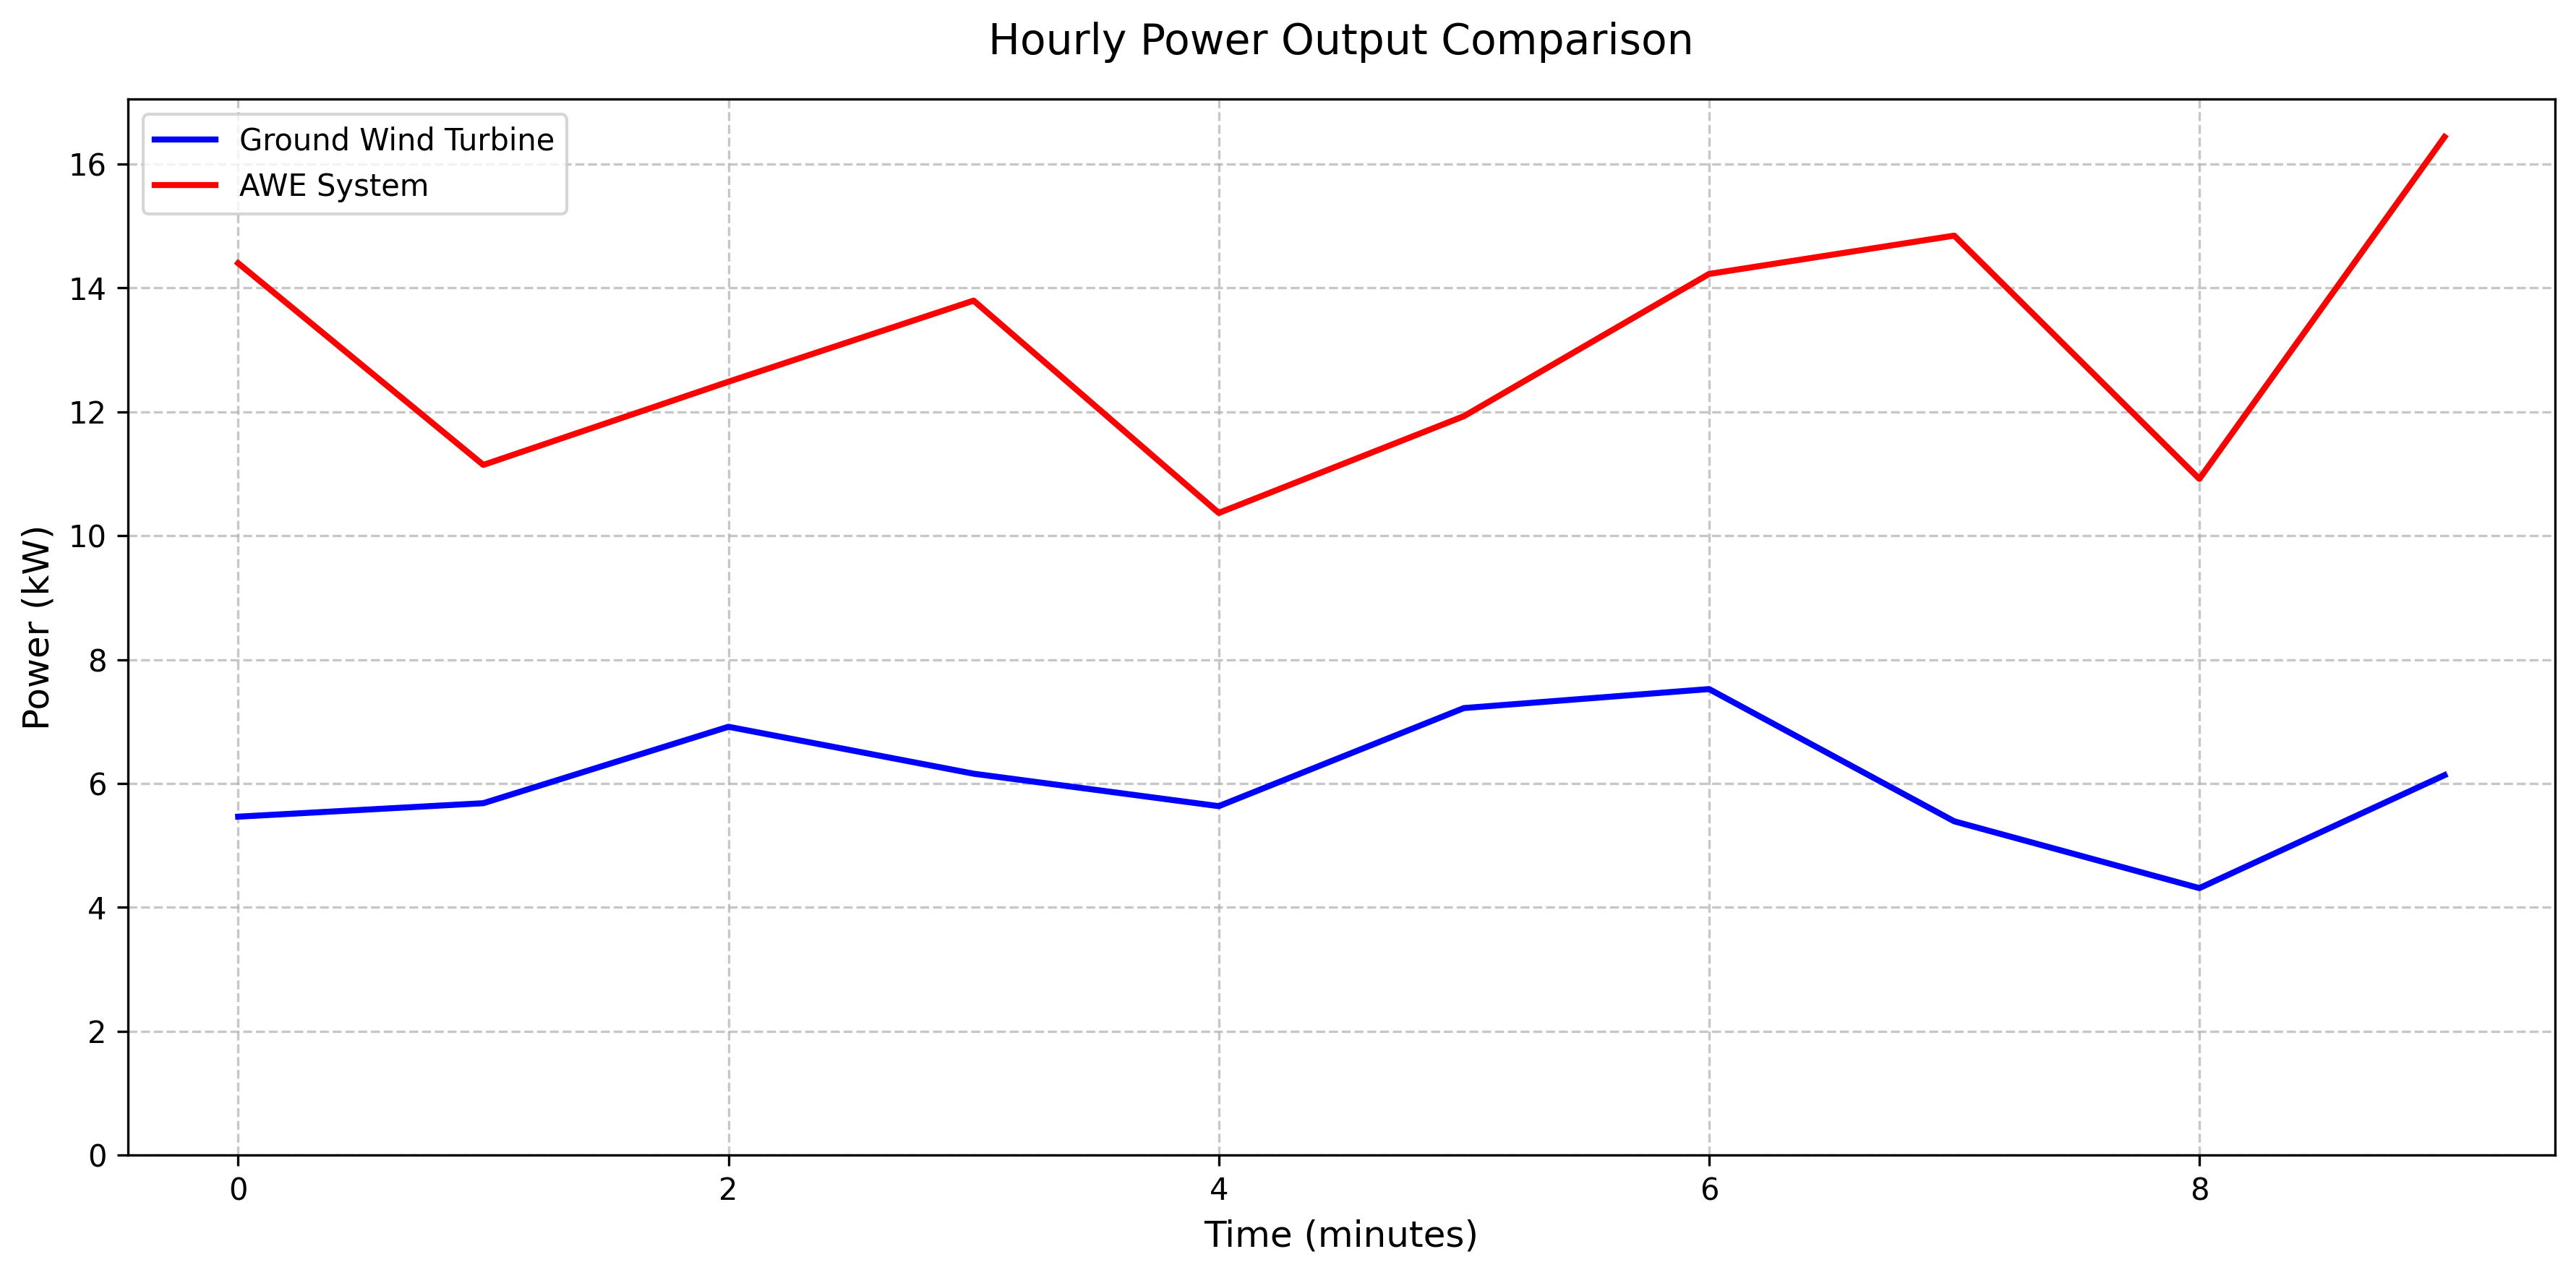 Hourly Power Output Comparison
Ground Wind Turbine
AWE System
Power (kW)
16
14
12
10
8
6
4
2
0
0 2 4 6 8
Time (minutes)